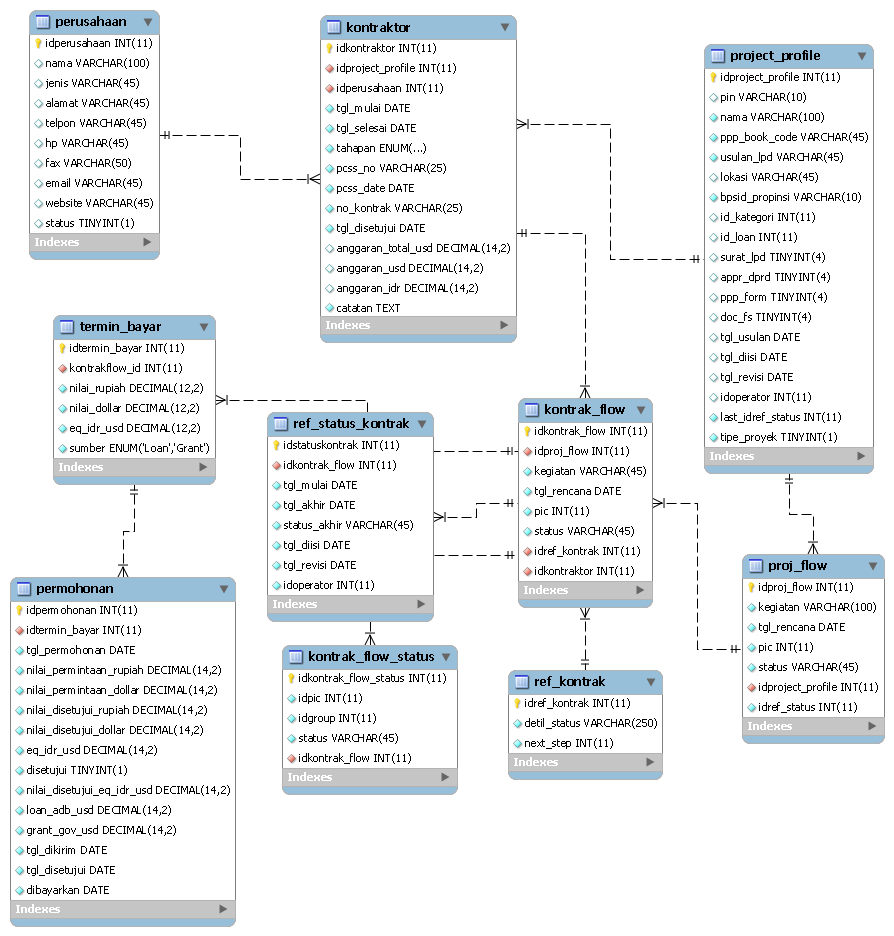 perusahaan
idperusahaan INT(11)
nama VARCHAR(100)
jenis VARCHAR(45)
alamat VARCHAR(45)
telpon VARCHAR(45)
hp VARCHAR(45)
fax VARCHAR(50)
email VARCHAR(45)
website VARCHAR(45)
status TINYINT(1)
Indexes
kontraktor
idkontraktor INT(11)
idproject_profile INT(11)
idperusahaan INT(11)
tgl_mulai DATE
tgl_selesai DATE
tahapan ENUM(...)
pcss_no VARCHAR(25)
pcss_date DATE
no_kontrak VARCHAR(25)
tgl_disetujui DATE
anggaran_total_usd DECIMAL(14,2)
anggaran_usd DECIMAL(14,2)
anggaran_idr DECIMAL(14,2)
catatan TEXT
Indexes
project_profile
idproject_profile INT(11)
pin VARCHAR(10)
nama VARCHAR(100)
ppp_book_code VARCHAR(45)
usulan_lpd VARCHAR(45)
lokasi VARCHAR(45)
bpsid_propinsi VARCHAR(10)
id_kategori INT(11)
id_loan INT(11)
surat_lpd TINYINT(4)
appr_dprd TINYINT(4)
ppp_form TINYINT(4)
doc_fs TINYINT(4)
tgl_usulan DATE
tgl_diisi DATE
tgl_revisi DATE
idoperator INT(11)
last_idref_status INT(11)
tipe_proyek TINYINT(1)
Indexes
termin_bayar
idtermin_bayar INT(11)
kontrakflow_id INT(11)
nilai_rupiah DECIMAL(12,2)
nilai_dollar DECIMAL(12,2)
eq_idr_usd DECIMAL(12,2)
sumber ENUM('Loan','Grant')
Indexes
ref_status_kontrak
idstatuskontrak INT(11)
idkontrak_flow INT(11)
tgl_mulai DATE
tgl_akhir DATE
status_akhir VARCHAR(45)
tgl_diisi DATE
tgl_revisi DATE
idoperator INT(11)
Indexes
kontrak_flow
idkontrak_flow INT(11)
idproj_flow INT(11)
kegiatan VARCHAR(45)
tgl_rencana DATE
pic INT(11)
status VARCHAR(45)
idref_kontrak INT(11)
idkontraktor INT(11)
Indexes
proj_flow
idproj_flow INT(11)
kegiatan VARCHAR(100)
tgl_rencana DATE
pic INT(11)
status VARCHAR(45)
idproject_profile INT(11)
idref_status INT(11)
Indexes
permohonan
idpermohonan INT(11)
idtermin_bayar INT(11)
tgl_permohonan DATE
nilai_permintaan_rupiah DECIMAL(14,2)
nilai_permintaan_dollar DECIMAL(14,2)
nilai_disetujui_rupiah DECIMAL(14,2)
nilai_disetujui_dollar DECIMAL(14,2)
eq_idr_usd DECIMAL(14,2)
disetujui TINYINT(1)
nilai_disetujui_eq_idr_usd DECIMAL(14,2)
loan_adb_usd DECIMAL(14,2)
grant_gov_usd DECIMAL(14,2)
tgl_dikirim DATE
tgl_disetujui DATE
dibayarkan DATE
Indexes
kontrak_flow_status
idkontrak_flow_status INT(11)
idpic INT(11)
idgroup INT(11)
status VARCHAR(45)
idkontrak_flow INT(11)
Indexes
ref_kontrak
idref_kontrak INT(11)
detil_status VARCHAR(250)
next_step INT(11)
Indexes